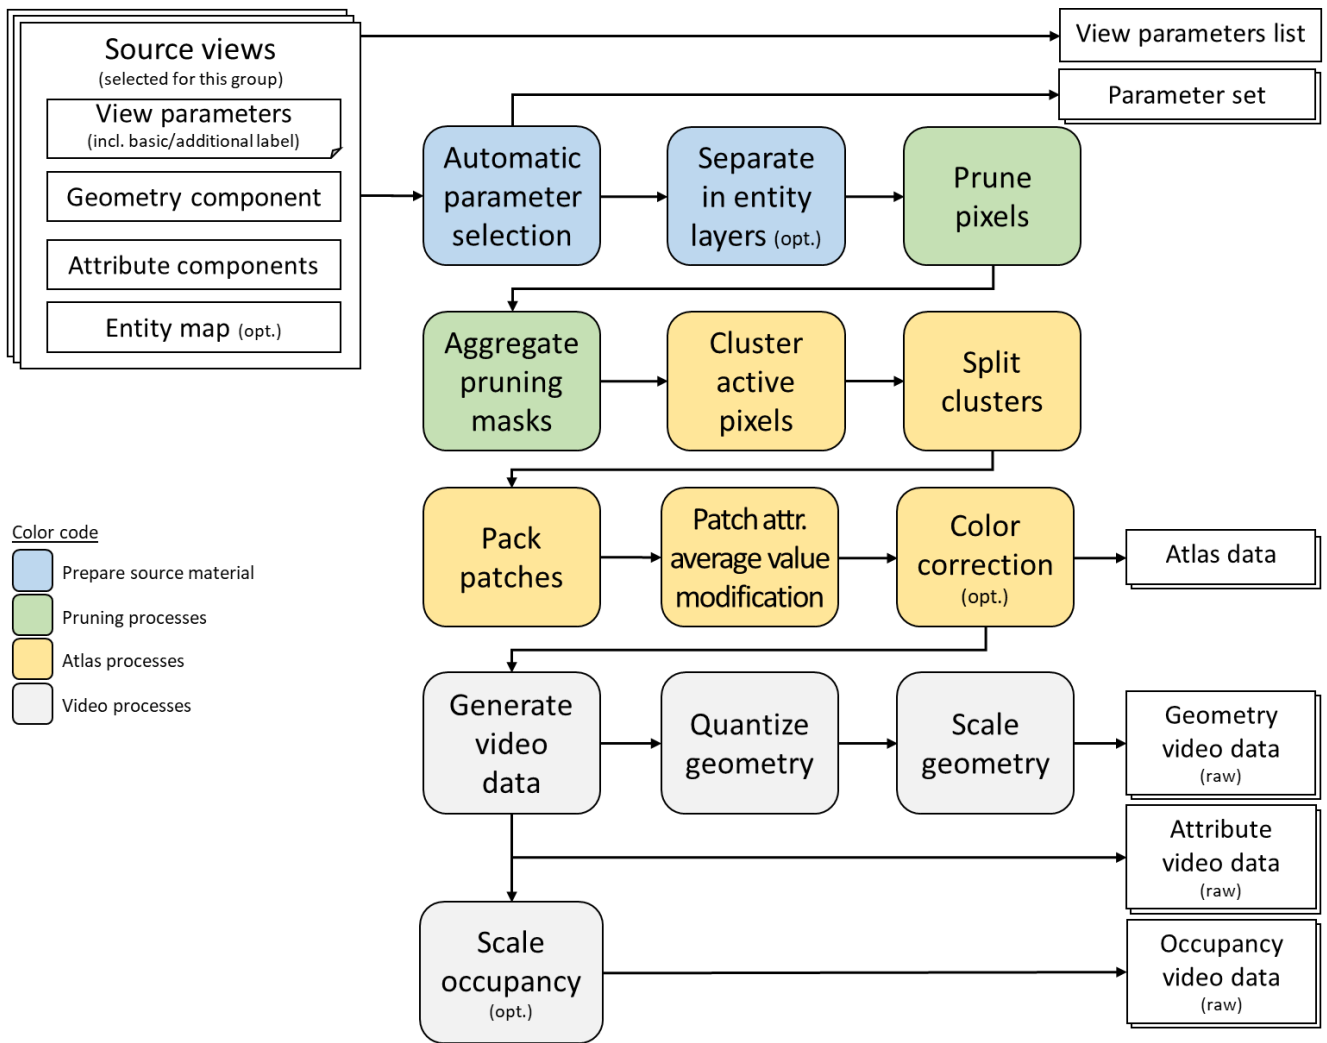 Source views
(selected for this group)
View parameters
(incl. basic/additional label)
Geometry component
Attribute components
Entity map (opt.)
View parameters list
Parameter set
Automatic
parameter
selection
Separate
in entity
layers (opt.)
Prune
pixels
Aggregate
pruning
masks
Cluster
active
pixels
Split
clusters
Pack
patches
Patch attr.
average value
modification
Color
correction
(opt.)
Atlas data
Color code
Prepare source material
Pruning processes
Atlas processes
Video processes
Generate
video
data
Quantize
geometry
Scale
geometry
Geometry
video data
(raw)
Attribute
video data
(raw)
Scale
occupancy
(opt.)
Occupancy
video data
(raw)